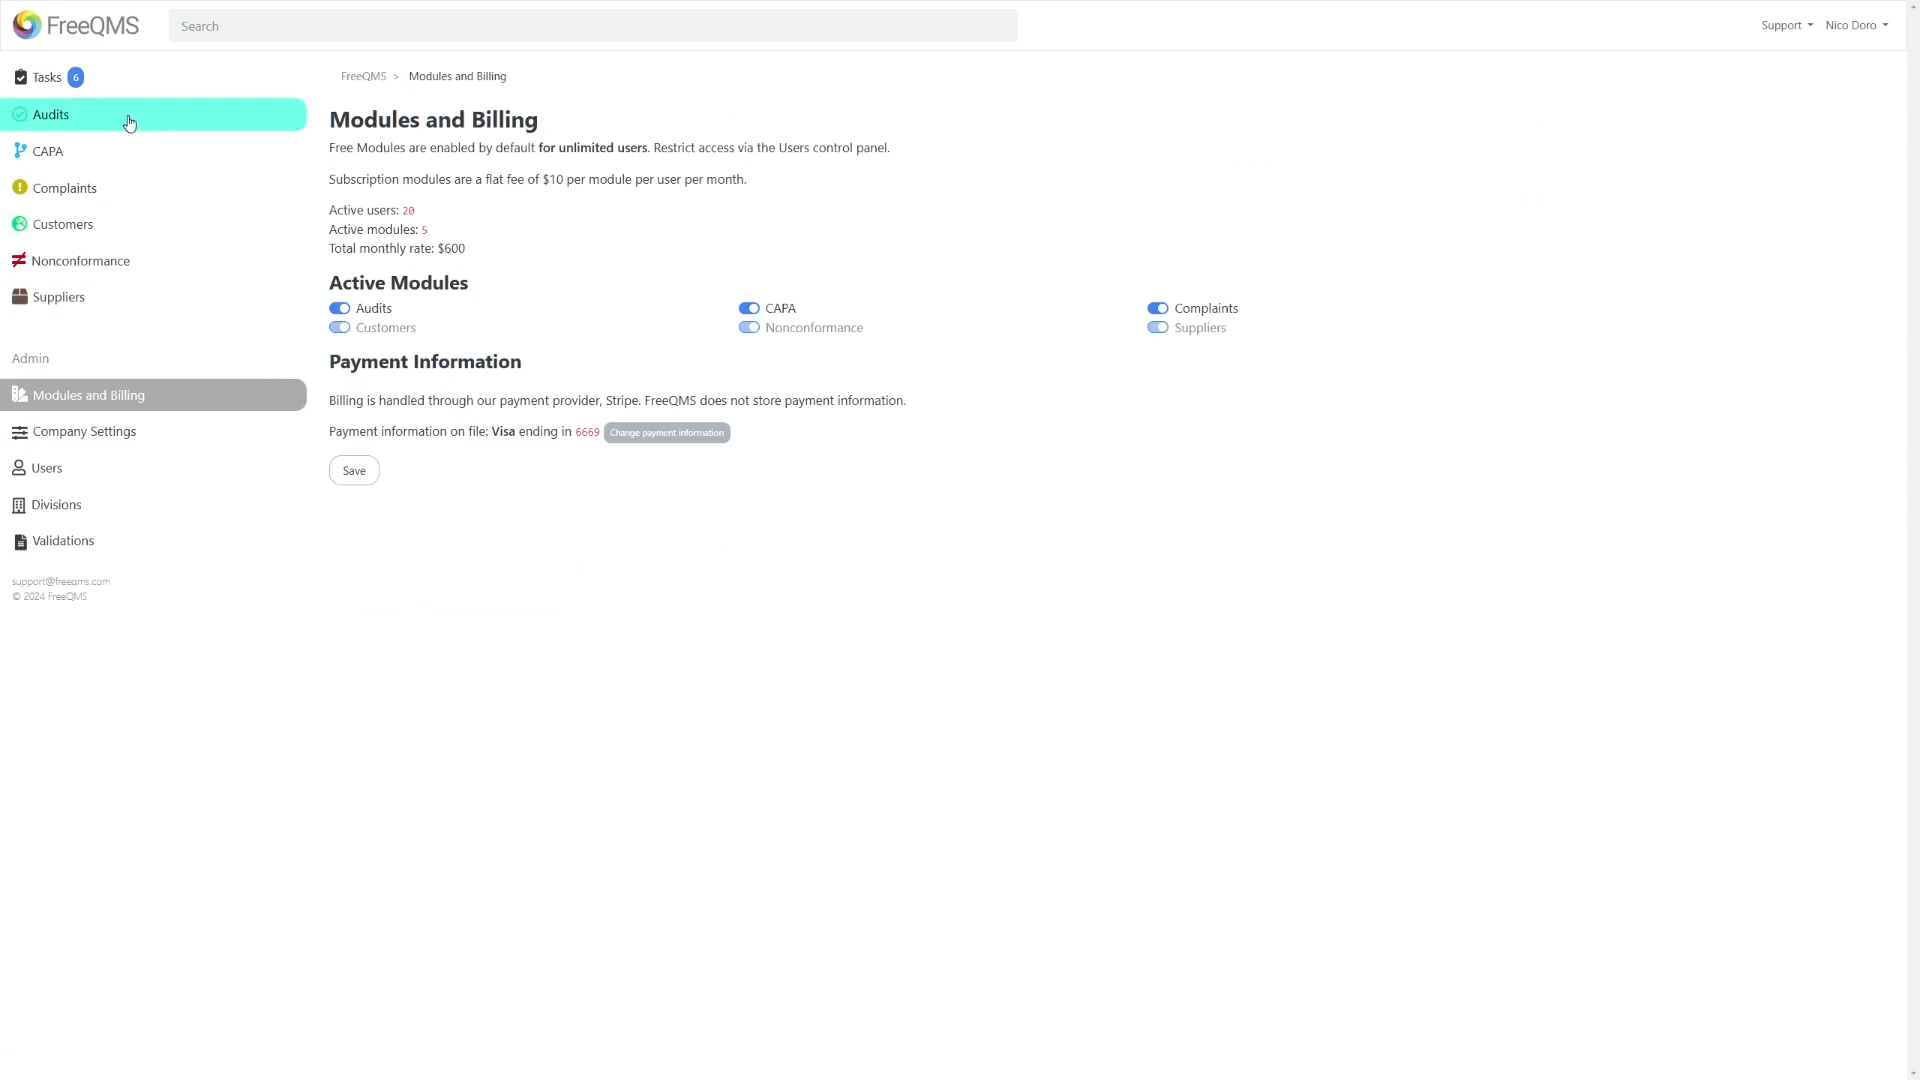 FreeQMS
Search
Support
Nico Doro
Tasks 6
Audits
CAPA
Complaints
Customers
Nonconformance
Suppliers
Admin
Modules and Billing
Company Settings
Users
Divisions
Validations
support@freeqms.com
© 2024 FreeQMS
FreeQMS > Modules and Billing
Modules and Billing
Free Modules are enabled by default for unlimited users. Restrict access via the Users control panel.
Subscription modules are a flat fee of $10 per module per user per month.
Active users: 20
Active modules: 5
Total monthly rate: $600
Active Modules
Audits CAPA Complaints
Customers Nonconformance Suppliers
Payment Information
Billing is handled through our payment provider, Stripe. FreeQMS does not store payment information.
Payment information on file: Visa ending in 6669 Change payment information
Save